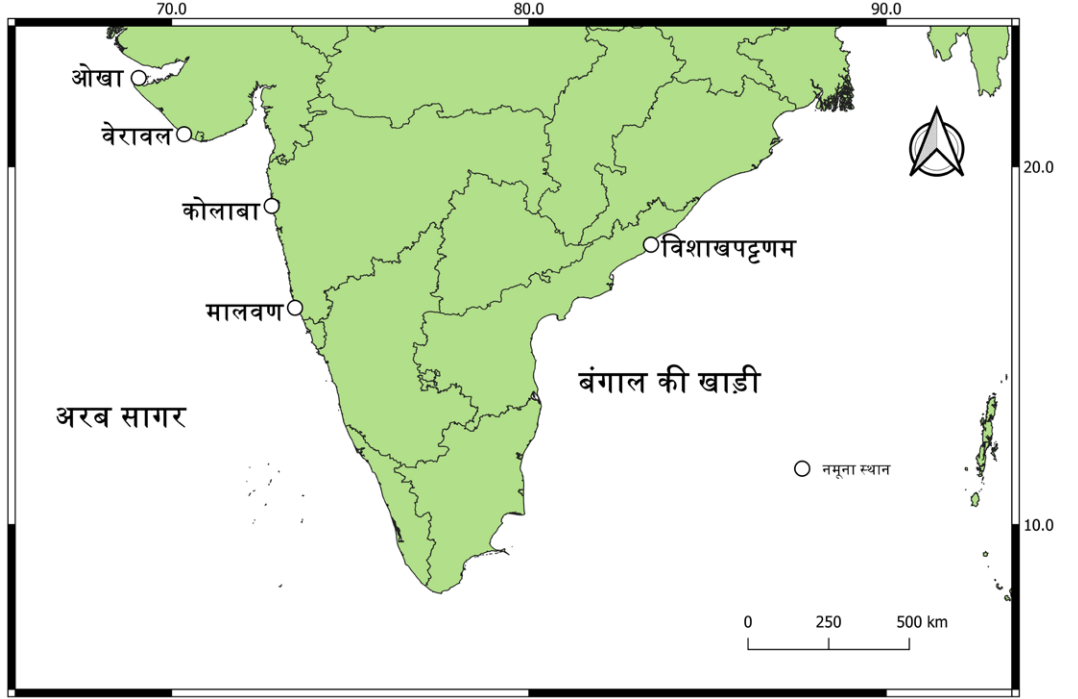 70.0 80.0 90.0
ओखा
वेरावल
20.0
कोलाबा
विशाखपट्टणम
मालवण
बंगाल की खाड़ी
अरब सागर
नमूना स्थान
10.0
0 250 500 km